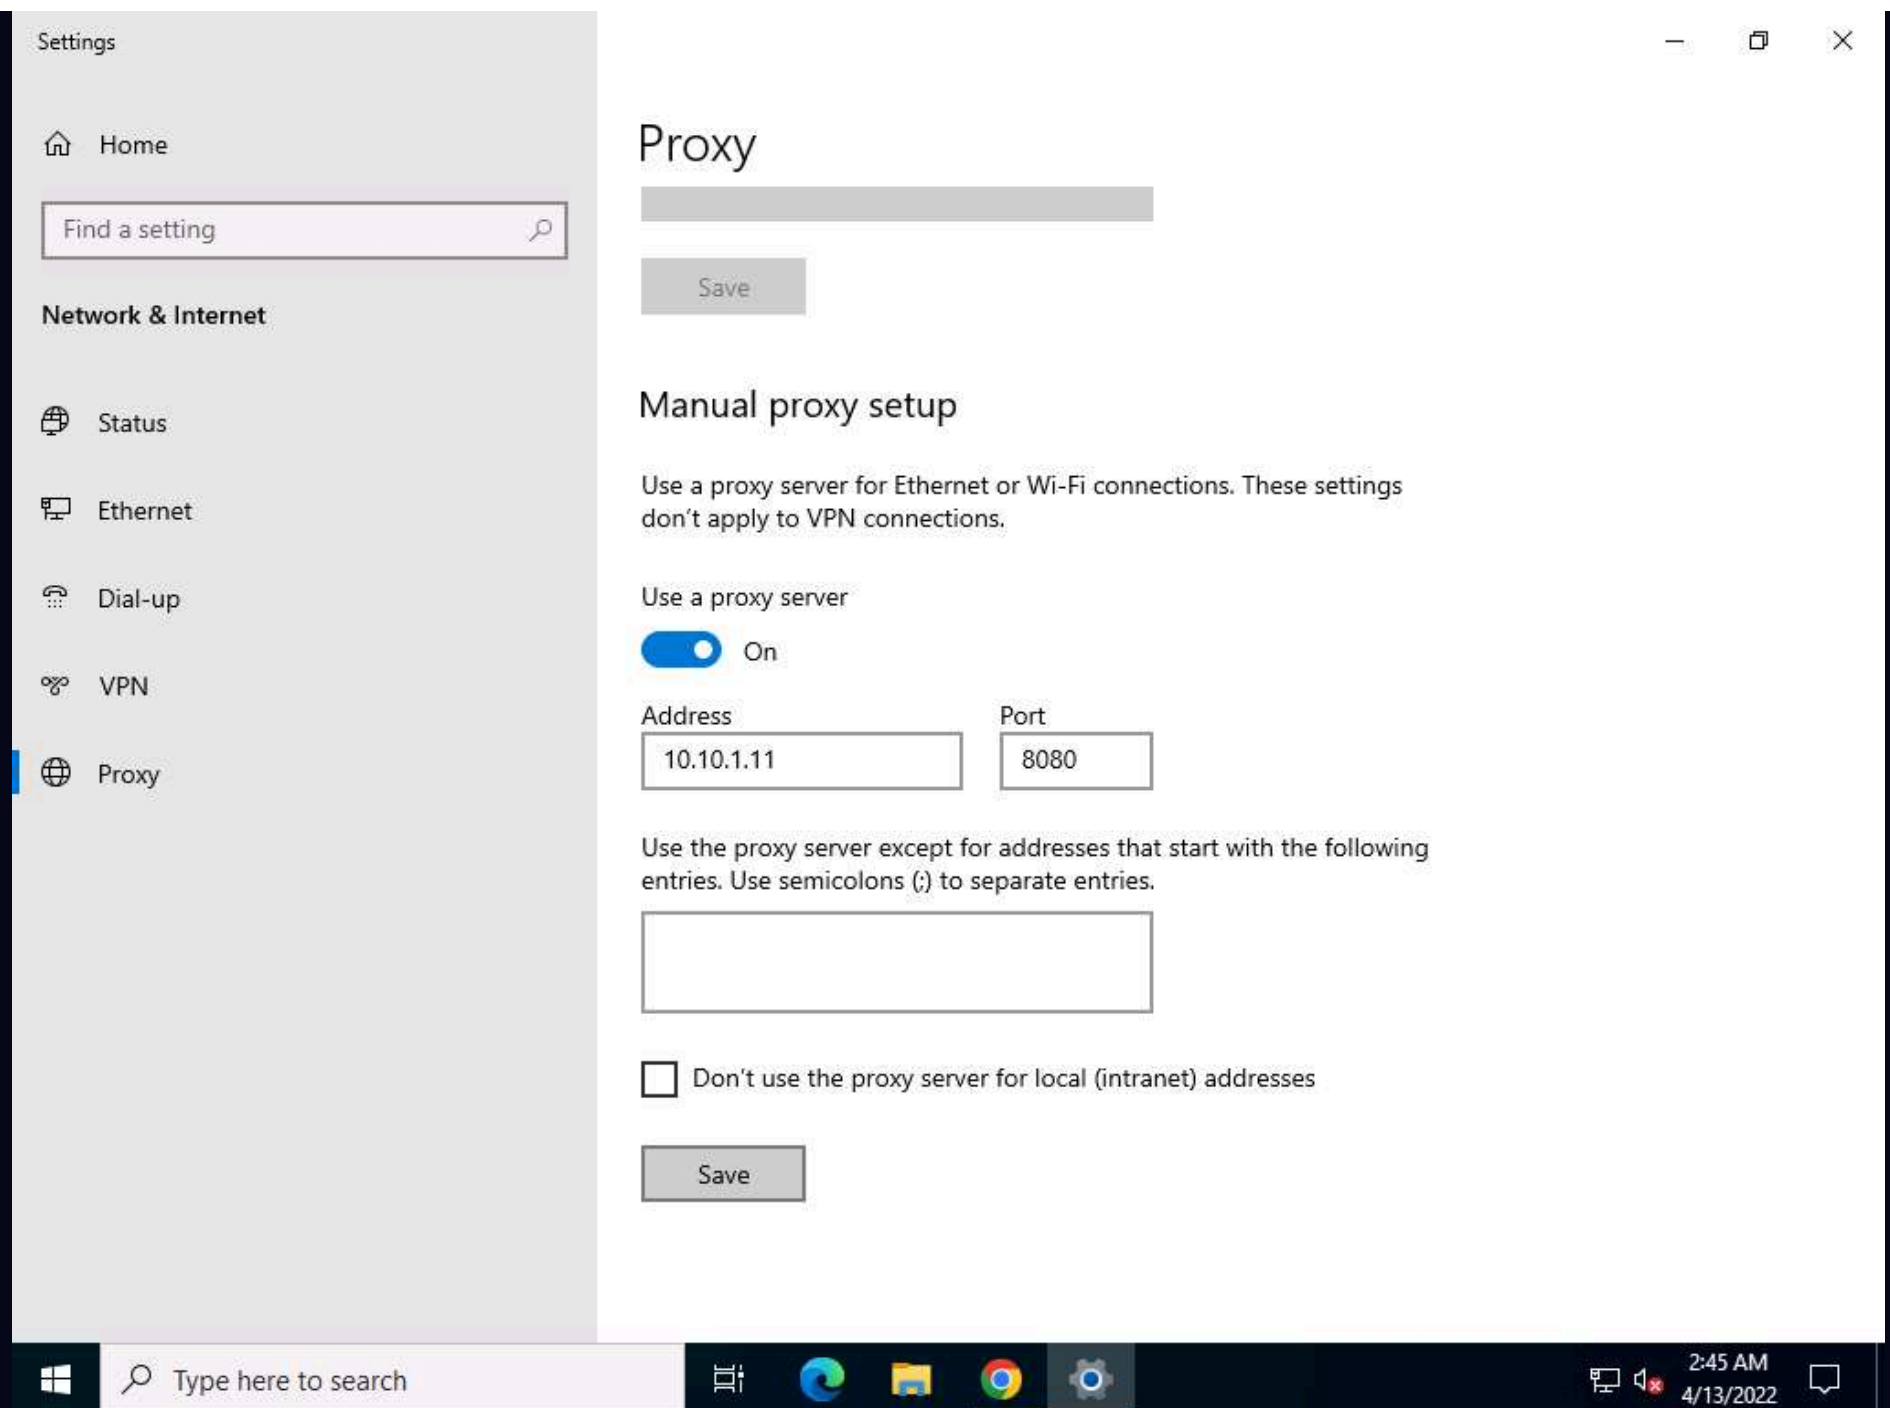 Settings
Home
Find a setting
Network & Internet
Status
Ethernet
Dial-up
VPN
Proxy
Proxy
Save
Manual proxy setup
Use a proxy server for Ethernet or Wi-Fi connections. These settings
don't apply to VPN connections.
Use a proxy server
On
Address Port
10.10.1.11 8080
Use the proxy server except for addresses that start with the following
entries. Use semicolons (;) to separate entries.
Don't use the proxy server for local (intranet) addresses
Save
Type here to search
2:45 AM
4/13/2022